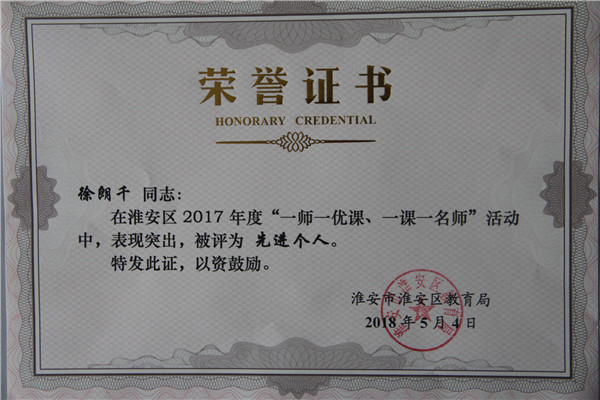 荣誉证书
HONORARY CREDENTIAL
徐朗千 同志：
在淮安区 2017 年度“一师一优课、一课一名师”活动
中，表现突出，被评为 先进个人。
特发此证，以资鼓励。
淮安市淮安区教育局
2018 年 5 月 4 日